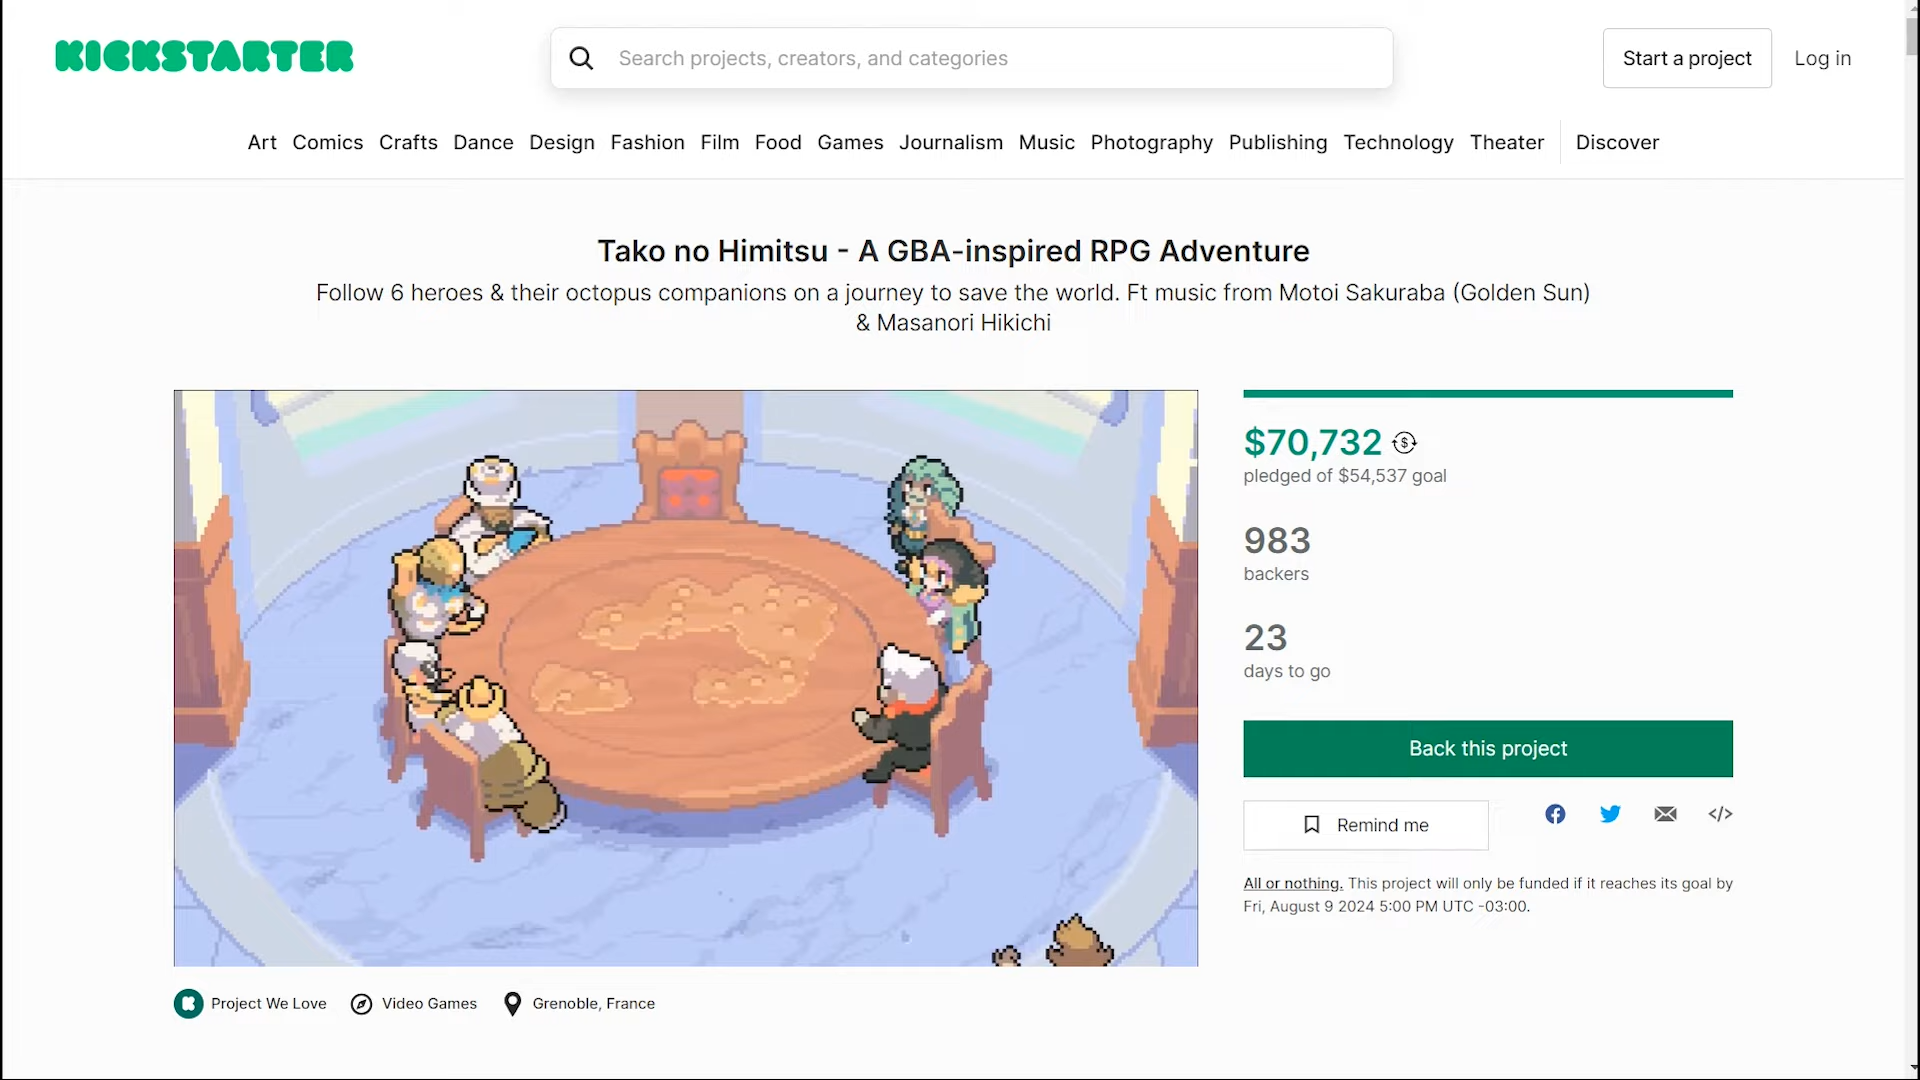 KICKSTARTER
Search projects, creators, and categories
Start a project
Log in
Art Comics Crafts Dance Design Fashion Film Food Games Journalism Music Photography Publishing Technology Theater Discover
Tako no Himitsu - A GBA-inspired RPG Adventure
Follow 6 heroes & their octopus companions on a journey to save the world. Ft music from Motoi Sakuraba (Golden Sun)
& Masanori Hikichi
$70,732
pledged of $54,537 goal
983
backers
23
days to go
Back this project
Remind me
All or nothing. This project will only be funded if it reaches its goal by
Fri, August 9 2024 5:00 PM UTC -03:00.
Project We Love
Video Games
Grenoble, France